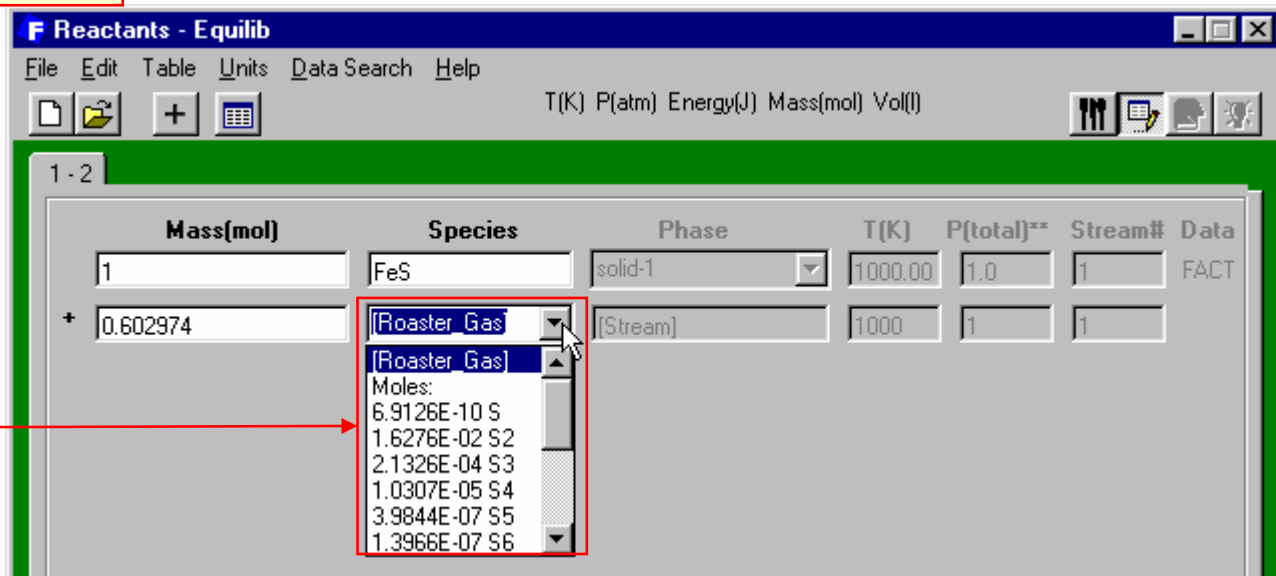 F Reactants - Equilib
File Edit Table Units Data Search Help
T(K) P(atm) Energy(J) Mass(mol) Vol(l)
1 - 2
Mass(mol) Species Phase T(K) P(total)** Stream# Data
1 FeS solid-1 1000.00 1.0 1 FACT
+ 0.602974 [Roaster_Gas] [Stream] 1000 1 1
[Roaster_Gas]
Moles:
6.9126E-10 S
1.6276E-02 S2
2.1326E-04 S3
1.0307E-05 S4
3.9844E-07 S5
1.3966E-07 S6